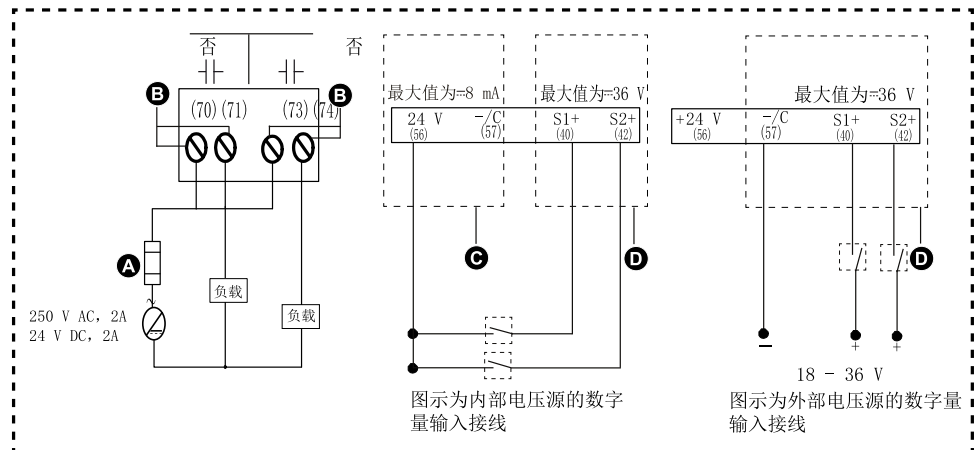 否 否
B B
(70) (71) (73) (74)
A
负载
负载
250 V AC, 2A
24 V DC, 2A
最大值为⎓8 mA 最大值为⎓36 V
24 V -/C S1+ S2+
(56) (57) (40) (42)
C D
图示为内部电压源的数字
量输入接线
最大值为⎓36 V
+24 V -/C S1+ S2+
(56) (57) (40) (42)
D
− + +
18 - 36 V
图示为外部电压源的数字量
输入接线